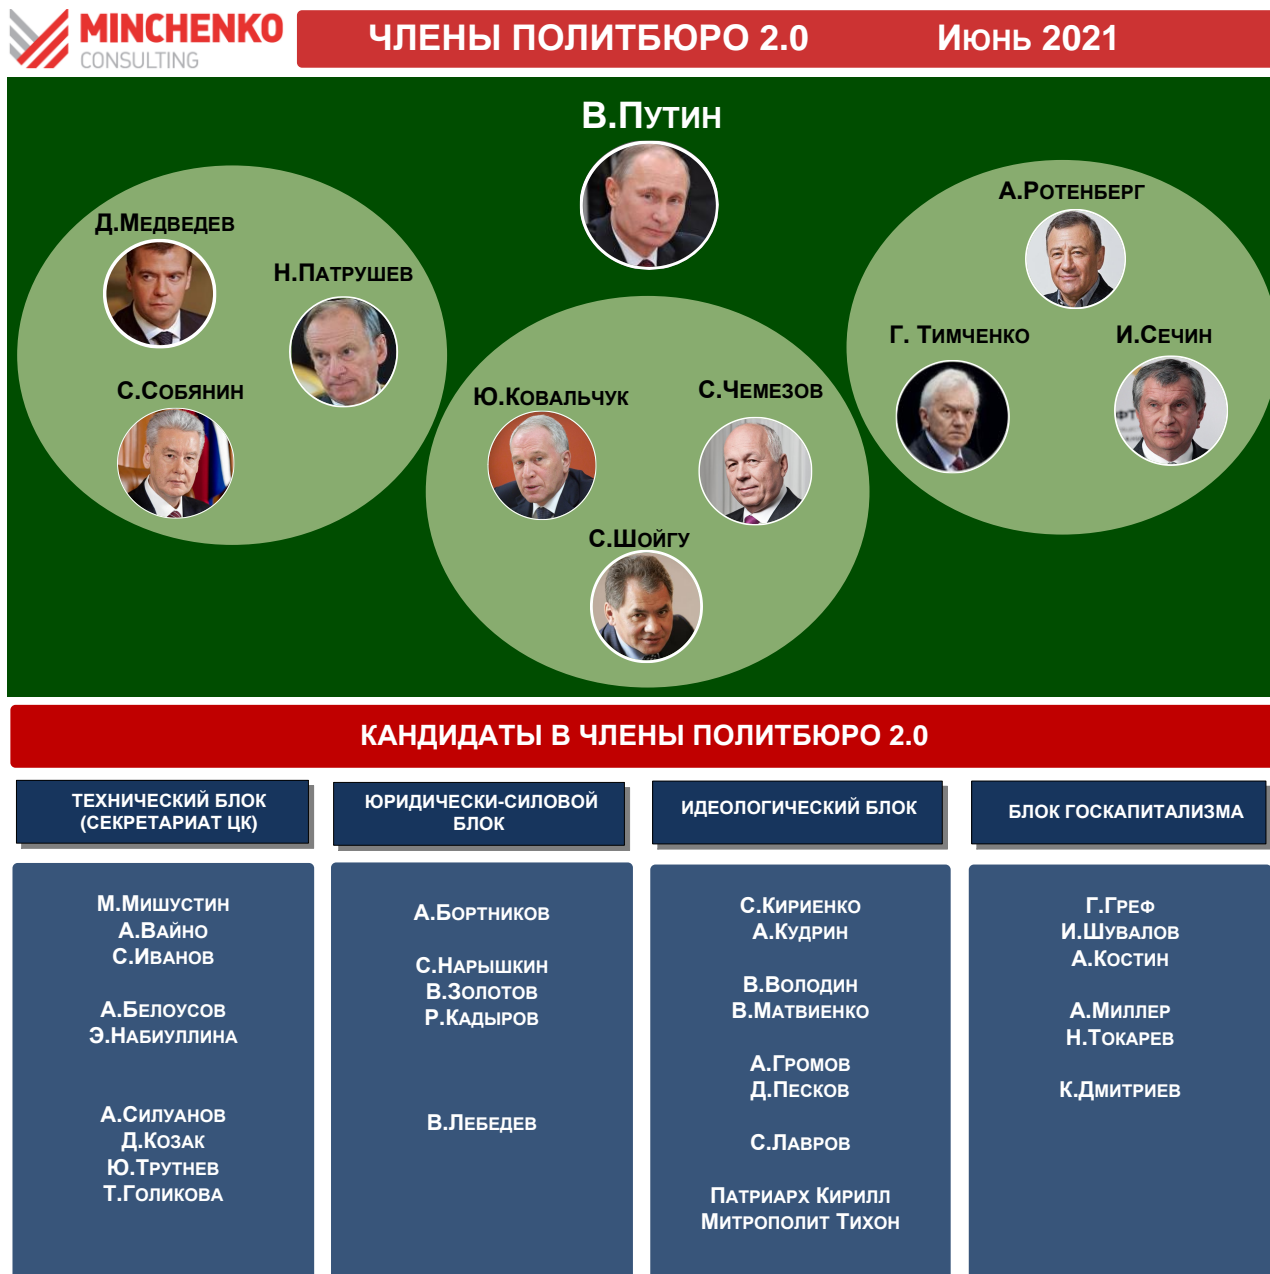 MINCHENKO
CONSULTING
ЧЛЕНЫ ПОЛИТБЮРО 2.0 Июнь 2021
В.Путин
Д.Медведев
Н.Патрушев
С.Собянин
Ю.Ковальчук
С.Чемезов
С.Шойгу
А.Ротенберг
Г. Тимченко
И.Сечин
КАНДИДАТЫ В ЧЛЕНЫ ПОЛИТБЮРО 2.0
ТЕХНИЧЕСКИЙ БЛОК
(СЕКРЕТАРИАТ ЦК)
М.Мишустин
А.Вайно
С.Иванов
А.Белоусов
Э.Набиуллина
А.Силуанов
Д.Козак
Ю.Трутнев
Т.Голикова
ЮРИДИЧЕСКИ-СИЛОВОЙ
БЛОК
А.Бортников
С.Нарышкин
В.Золотов
Р.Кадыров
В.Лебедев
ИДЕОЛОГИЧЕСКИЙ БЛОК
С.Кириенко
А.Кудрин
В.Володин
В.Матвиенко
А.Громов
Д.Песков
С.Лавров
Патриарх Кирилл
Митрополит Тихон
БЛОК ГОСКАПИТАЛИЗМА
Г.Греф
И.Шувалов
А.Костин
А.Миллер
Н.Токарев
К.Дмитриев